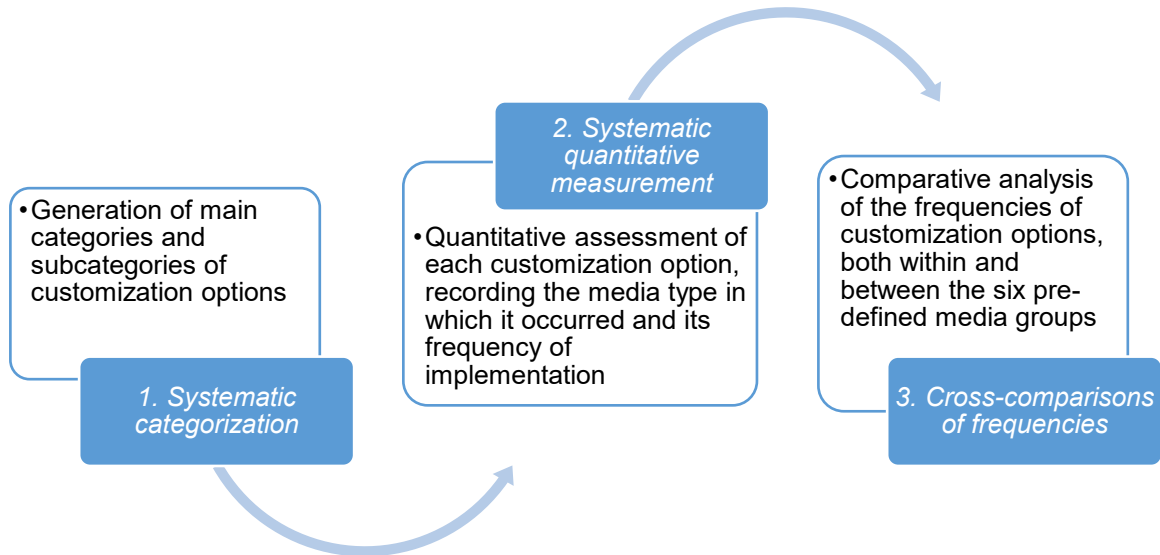 •Generation of main
categories and
subcategories of
customization options
1. Systematic
categorization
2. Systematic
quantitative
measurement
•Quantitative assessment of
each customization option,
recording the media type in
which it occurred and its
frequency of
implementation
•Comparative analysis
of the frequencies of
customization options,
both within and
between the six pre-
defined media groups
3. Cross-comparisons
of frequencies